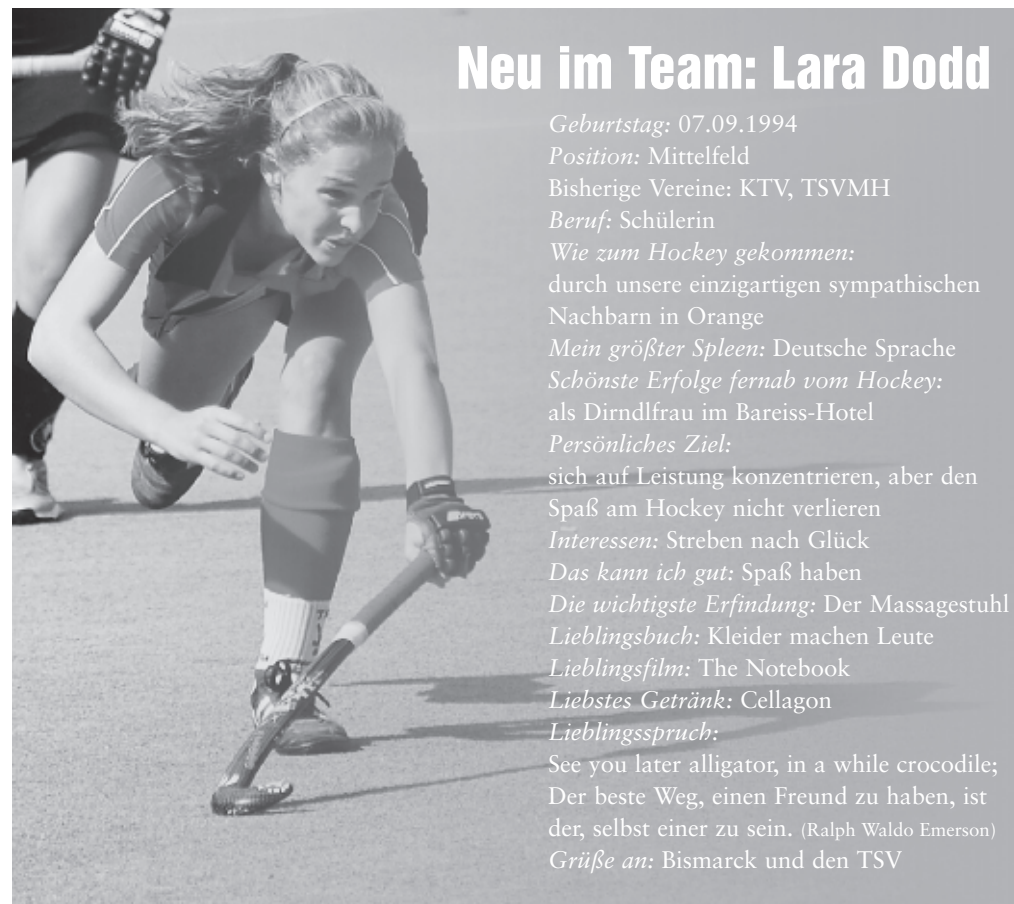 Neu im Team: Lara Dodd
Geburtstag: 07.09.1994
Position: Mittelfeld
Bisherige Vereine: KTV, TSVMH
Beruf: Schülerin
Wie zum Hockey gekommen:
durch unsere einzigartigen sympathischen
Nachbarn in Orange
Mein größter Spleen: Deutsche Sprache
Schönste Erfolge fernab vom Hockey:
als Dirndlfrau im Bareiss-Hotel
Persönliches Ziel:
sich auf Leistung konzentrieren, aber den
Spaß am Hockey nicht verlieren
Interessen: Streben nach Glück
Das kann ich gut: Spaß haben
Die wichtigste Erfindung: Der Massagestuhl
Lieblingsbuch: Kleider machen Leute
Lieblingsfilm: The Notebook
Liebstes Getränk: Cellagon
Lieblingsspruch:
See you later alligator, in a while crocodile;
Der beste Weg, einen Freund zu haben, ist
der, selbst einer zu sein. (Ralph Waldo Emerson)
Grüße an: Bismarck und den TSV